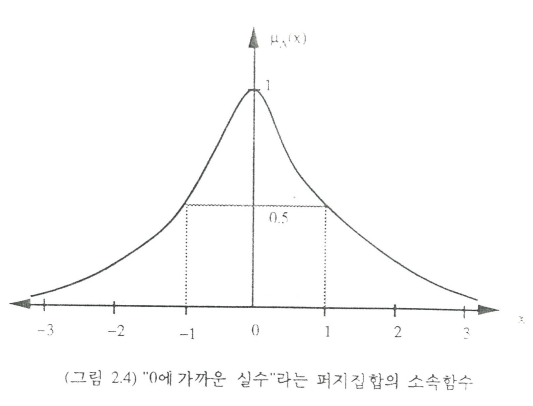 μA(x)
1
0.5
-3 -2 -1 0 1 2 3
x
(그림 2.4) "0에 가까운 실수"라는 퍼지집합의 소속함수